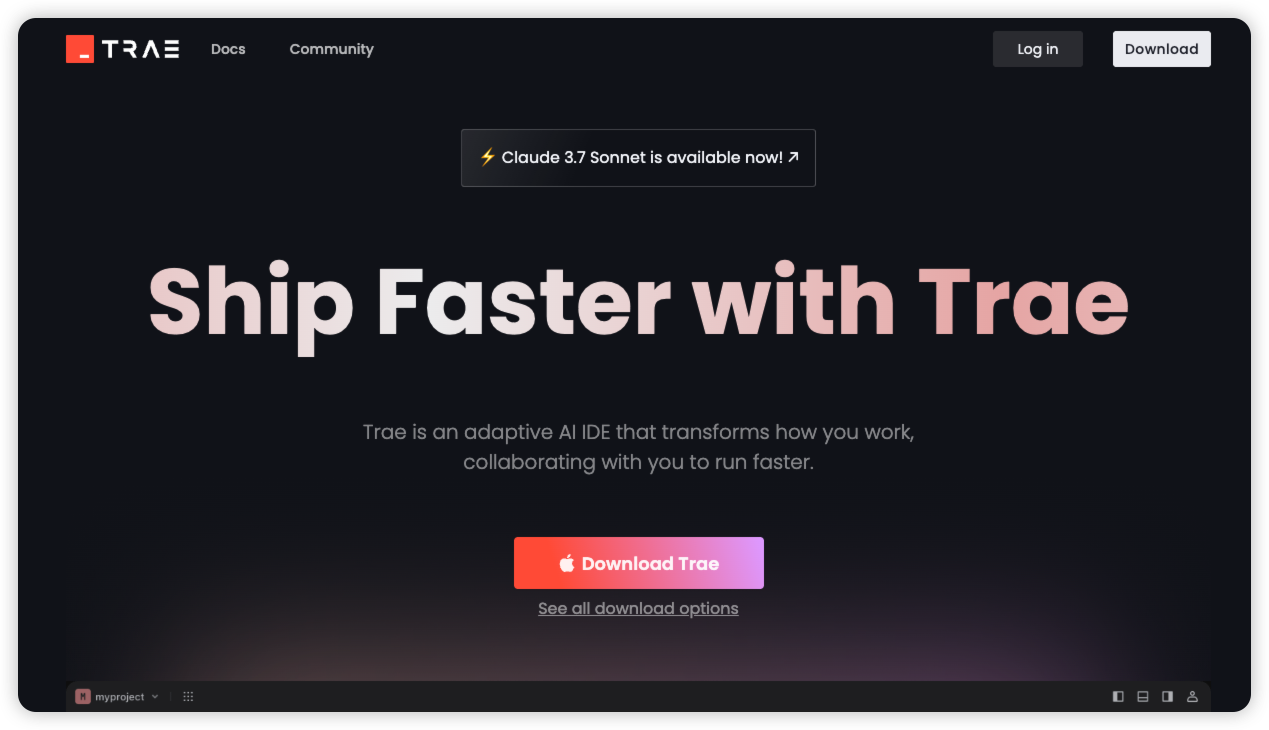 TRAE
Docs
Community
Log in
Download
⚡ Claude 3.7 Sonnet is available now! ↗
Ship Faster with Trae
Trae is an adaptive AI IDE that transforms how you work,
collaborating with you to run faster.
Download Trae
See all download options
M
myproject